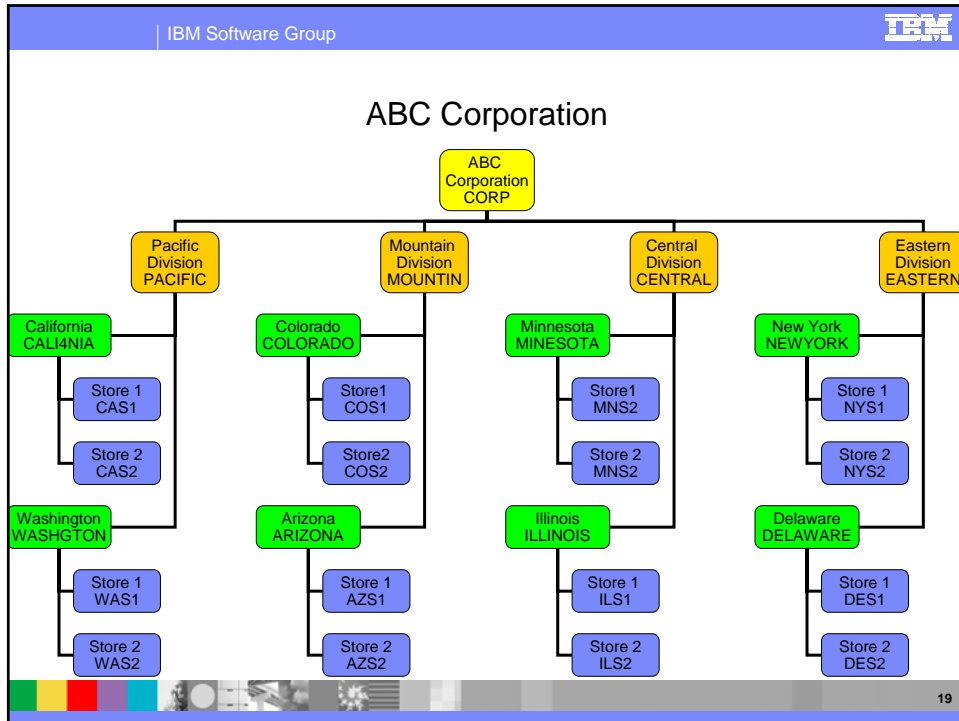 IBM Software Group
IBM
ABC Corporation
ABC
Corporation
CORP
Pacific
Division
PACIFIC
Mountain
Division
MOUNTIN
Central
Division
CENTRAL
Eastern
Division
EASTERN
California
CALI4NIA
Colorado
COLORADO
Minnesota
MINESOTA
New York
NEWYORK
Store 1
CAS1
Store1
COS1
Store1
MNS2
Store 1
NYS1
Store 2
CAS2
Store2
COS2
Store 2
MNS2
Store 2
NYS2
Washington
WASHGTON
Arizona
ARIZONA
Illinois
ILLINOIS
Delaware
DELAWARE
Store 1
WAS1
Store 1
AZS1
Store 1
ILS1
Store 1
DES1
Store 2
WAS2
Store 2
AZS2
Store 2
ILS2
Store 2
DES2
19